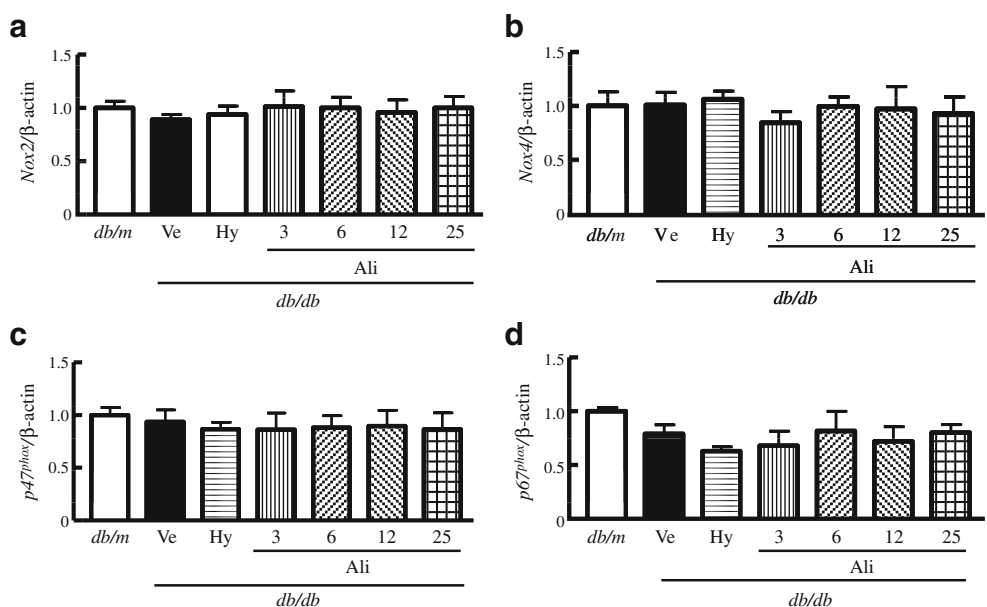 a
1.5
1.0
0.5
0
Nox2/β-actin
db/m Ve Hy 3 6 12 25
Ali
db/db
b
1.5
1.0
0.5
0
Nox4/β-actin
db/m Ve Hy 3 6 12 25
Ali
db/db
c
1.5
1.0
0.5
0
p47phox/β-actin
db/m Ve Hy 3 6 12 25
Ali
db/db
d
1.5
1.0
0.5
0
p67phox/β-actin
db/m Ve Hy 3 6 12 25
Ali
db/db